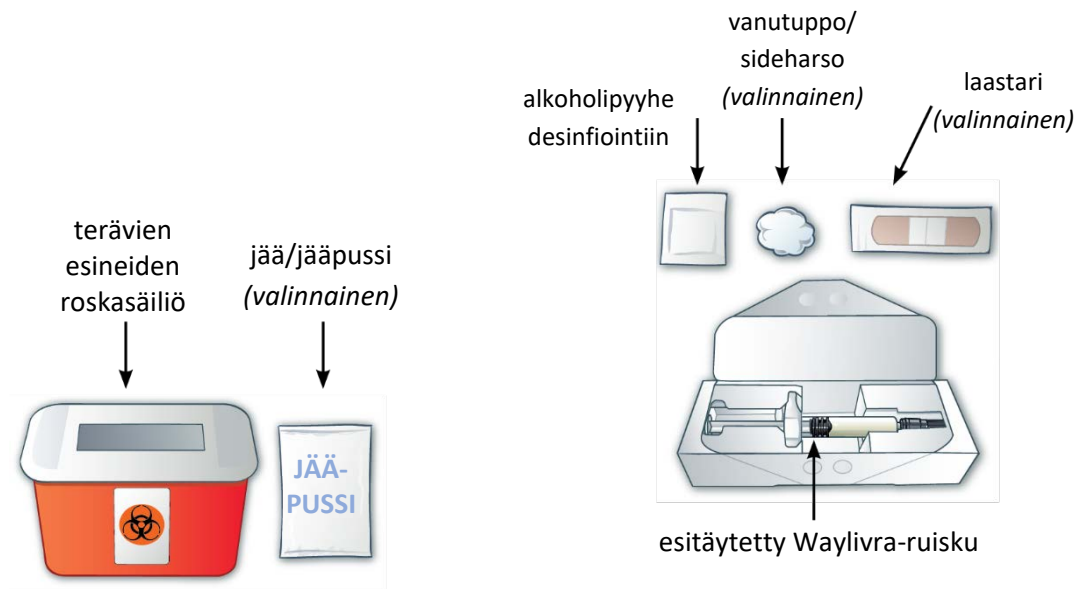 terävien
esineiden
roskasäiliö
jää/jääpussi
(valinnainen)
JÄÄ-
PUSSI
alkoholipyyhe
desinfiointiin
vanutuppo/
sideharso
(valinnainen)
laastari
(valinnainen)
esitäytetty Waylivra-ruisku